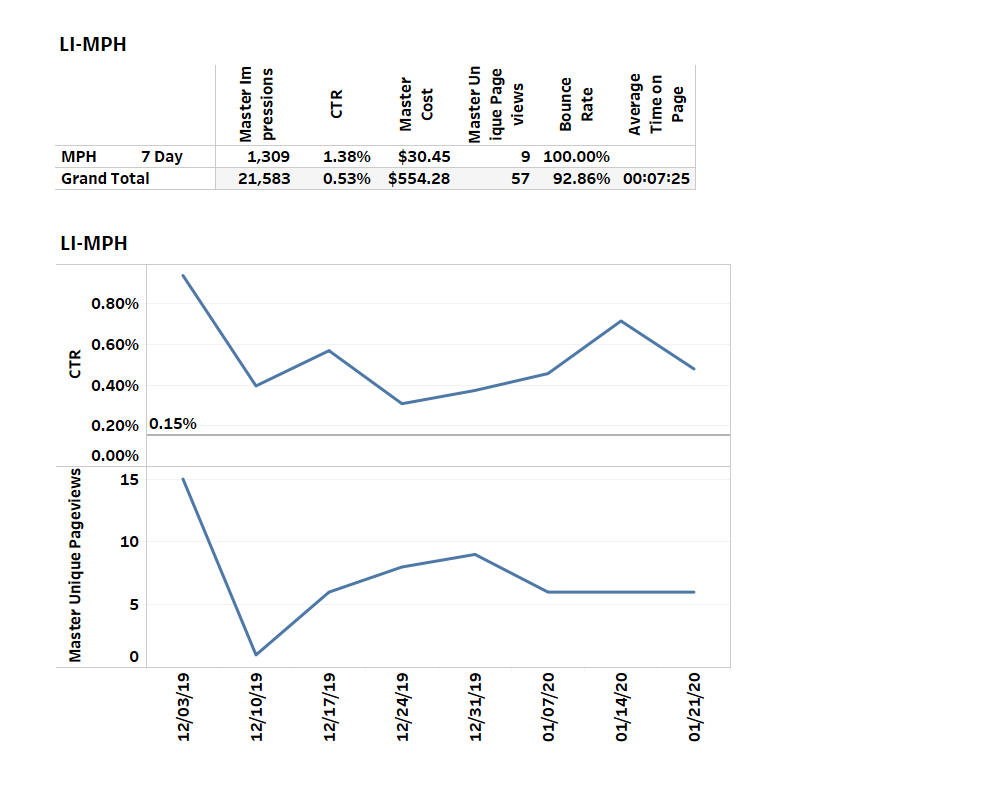 LI-MPH
Master Im
pressions
CTR
Master
Cost
Master Un
ique Page
views
Bounce
Rate
Average
Time on
Page
MPH 7 Day 1,309 1.38% $30.45 9 100.00%
Grand Total 21,583 0.53% $554.28 57 92.86% 00:07:25
LI-MPH
CTR
0.80%
0.60%
0.40%
0.20%
0.15%
0.00%
Master Unique Pageviews
15
10
5
0
12/03/19
12/10/19
12/17/19
12/24/19
12/31/19
01/07/20
01/14/20
01/21/20